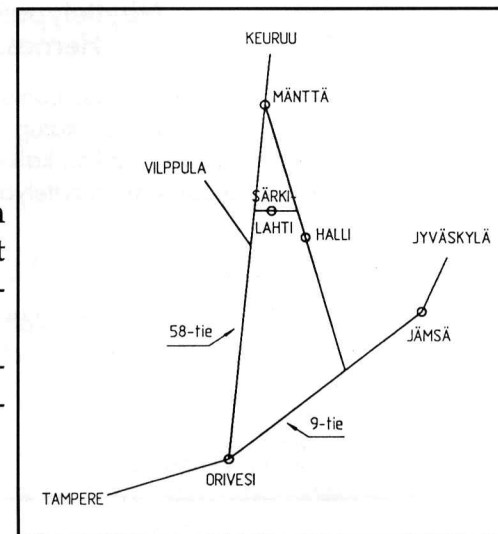 KEURUU
MÄNTTÄ
VILPPULA
SÄRKI-
LAHTI
HALLI
JYVÄSKYLÄ
n
t
-
58-tie
JÄMSÄ
-
-
9-tie
ORIVESI
TAMPERE